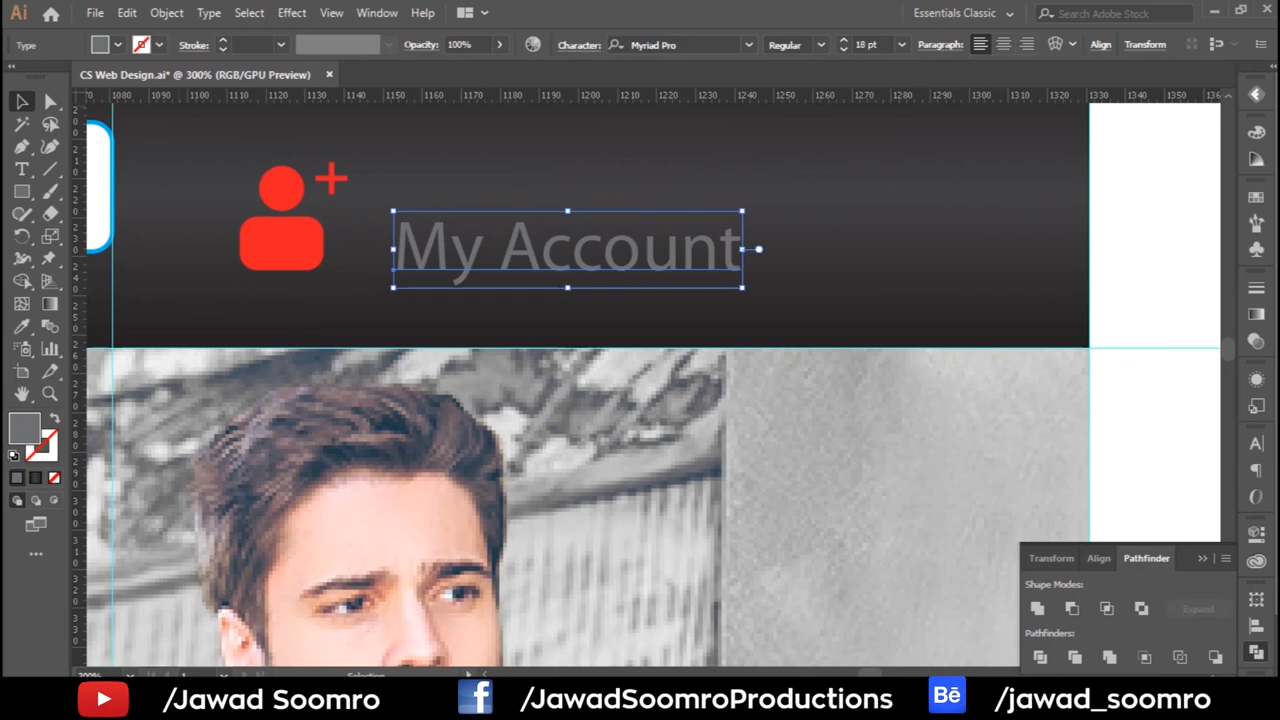 Ai File Edit Object Type Select Effect View Window Help Essentials Classic Search Adobe Stock
Type Stroke: Opacity: 100% Character: Myriad Pro Regular 18 pt Paragraph: Align Transform
CS Web Design.ai* @ 300% (RGB/GPU Preview) ×
1080 1090 1100 1110 1120 1130 1140 1150 1160 1170 1180 1190 1200 1210 1220 1230 1240 1250 1260 1270 1280 1290 1300 1310 1320 1330 1340 1350
My Account
Transform Align Pathfinder
Shape Modes:
Expand
Pathfinders:
300% 1 Selection
/Jawad Soomro /JawadSoomroProductions Bē /jawad_soomro